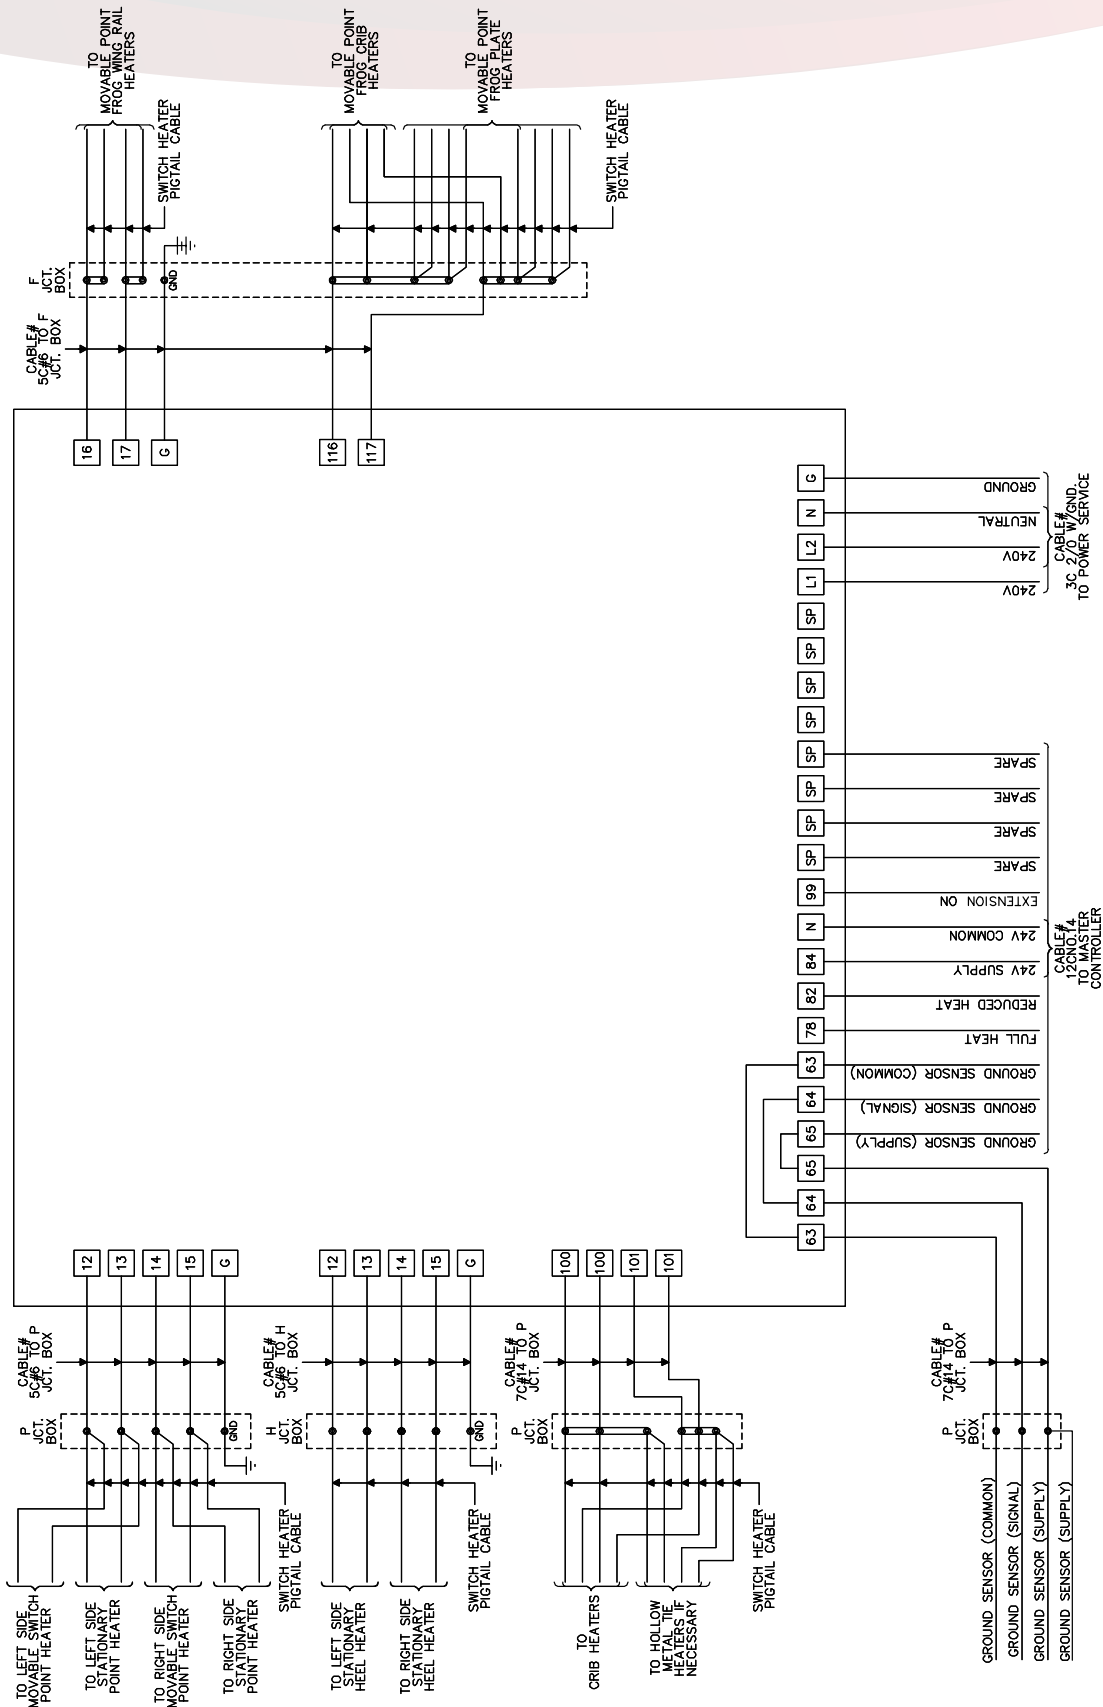 TO
MOVABLE POINT
FROG WING RAIL
HEATERS
SWITCH HEATER
PIGTAIL CABLE
TO
MOVABLE POINT
FROG CRIB
HEATERS
TO
MOVABLE POINT
FROG PLATE
HEATERS
SWITCH HEATER
PIGTAIL CABLE
F
JCT.
BOX
GND
CABLE#
5C#6 TO F
JCT. BOX
16
17
G
116
117
G
GROUND
N
NEUTRAL
L2
240V
L1
240V
CABLE#
3C 2/0 W/GND.
TO POWER SERVICE
SP
SP
SP
SP
SP
SPARE
SP
SPARE
SP
SPARE
SP
SPARE
99
EXTENSION ON
N
24V COMMON
84
24V SUPPLY
82
REDUCED HEAT
78
FULL HEAT
63
GROUND SENSOR (COMMON)
64
GROUND SENSOR (SIGNAL)
65
GROUND SENSOR (SUPPLY)
CABLE#
12CNO.14
TO MASTER
CONTROLLER
65
64
63
12
13
14
15
G
CABLE#
5C#6 TO P
JCT. BOX
P
JCT.
BOX
GND
SWITCH HEATER
PIGTAIL CABLE
TO LEFT SIDE
MOVABLE SWITCH
POINT HEATER
TO LEFT SIDE
STATIONARY
POINT HEATER
TO RIGHT SIDE
MOVABLE SWITCH
POINT HEATER
TO RIGHT SIDE
STATIONARY
POINT HEATER
12
13
14
15
G
CABLE#
5C#6 TO H
JCT. BOX
H
JCT.
BOX
GND
SWITCH HEATER
PIGTAIL CABLE
TO LEFT SIDE
STATIONARY
HEEL HEATER
TO RIGHT SIDE
STATIONARY
HEEL HEATER
100
100
101
101
CABLE#
7C#14 TO P
JCT. BOX
P
JCT.
BOX
SWITCH HEATER
PIGTAIL CABLE
TO
CRIB HEATERS
TO HOLLOW
METAL TIE
HEATERS IF
NECESSARY
CABLE#
7C#14 TO P
JCT. BOX
P
JCT.
BOX
GROUND SENSOR (COMMON)
GROUND SENSOR (SIGNAL)
GROUND SENSOR (SUPPLY)
GROUND SENSOR (SUPPLY)